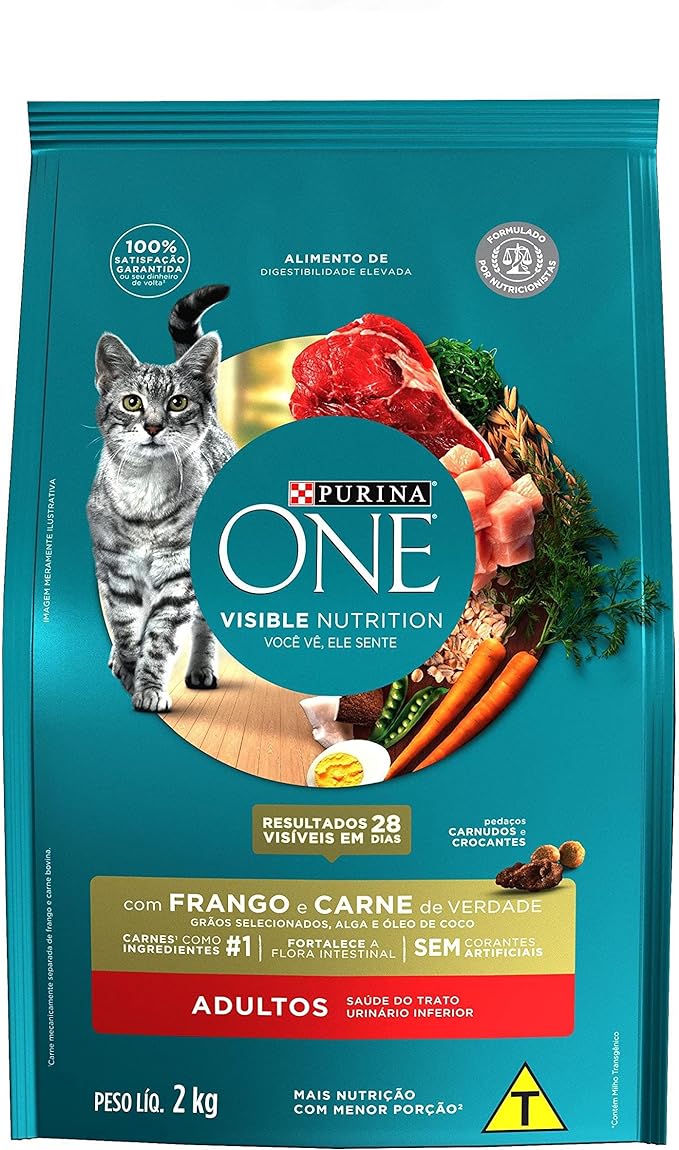 100%
SATISFAÇÃO
GARANTIDA
ou seu dinheiro
de volta²
ALIMENTO DE
DIGESTIBILIDADE ELEVADA
FORMULADO
POR NUTRICIONISTAS
IMAGEM MERAMENTE ILUSTRATIVA
PURINA
ONE
VISIBLE NUTRITION
VOCÊ VÊ, ELE SENTE
RESULTADOS 28
VISÍVEIS EM DIAS
pedaços
CARNUDOS e
CROCANTES
com FRANGO e CARNE de VERDADE
GRÃOS SELECIONADOS, ALGA E ÓLEO DE COCO
CARNES¹ COMO
INGREDIENTES #1
FORTALECE A
FLORA INTESTINAL
SEM CORANTES
ARTIFICIAIS
¹Carne mecanicamente separada de frango e carne bovina.
ADULTOS
SAÚDE DO TRATO
URINÁRIO INFERIOR
PESO LÍQ. 2 kg
MAIS NUTRIÇÃO
COM MENOR PORÇÃO²
T
*Contém Milho Transgênico